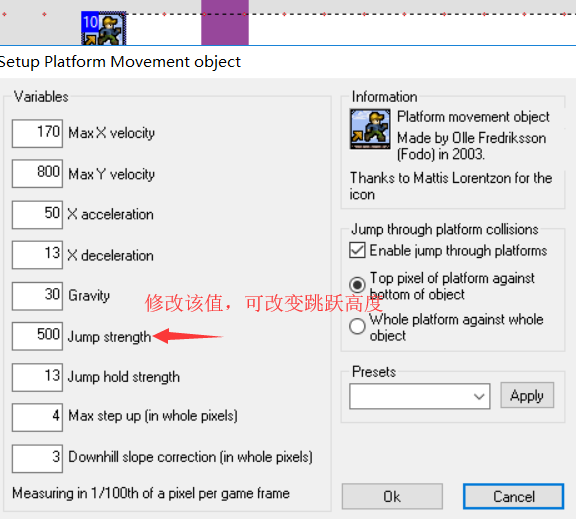 10
Setup Platform Movement object
Variables
170 Max X velocity
800 Max Y velocity
50 X acceleration
13 X deceleration
30 Gravity
500 Jump strength
13 Jump hold strength
4 Max step up (in whole pixels)
3 Downhill slope correction (in whole pixels)
Measuring in 1/100th of a pixel per game frame
修改该值，可改变跳跃高度
Information
Platform movement object
Made by Olle Fredriksson
(Fodo) in 2003.
Thanks to Mattis Lorentzon for the
icon
Jump through platform collisions
Enable jump through platforms
Top pixel of platform against
bottom of object
Whole platform against whole
object
Presets
Apply
Ok
Cancel